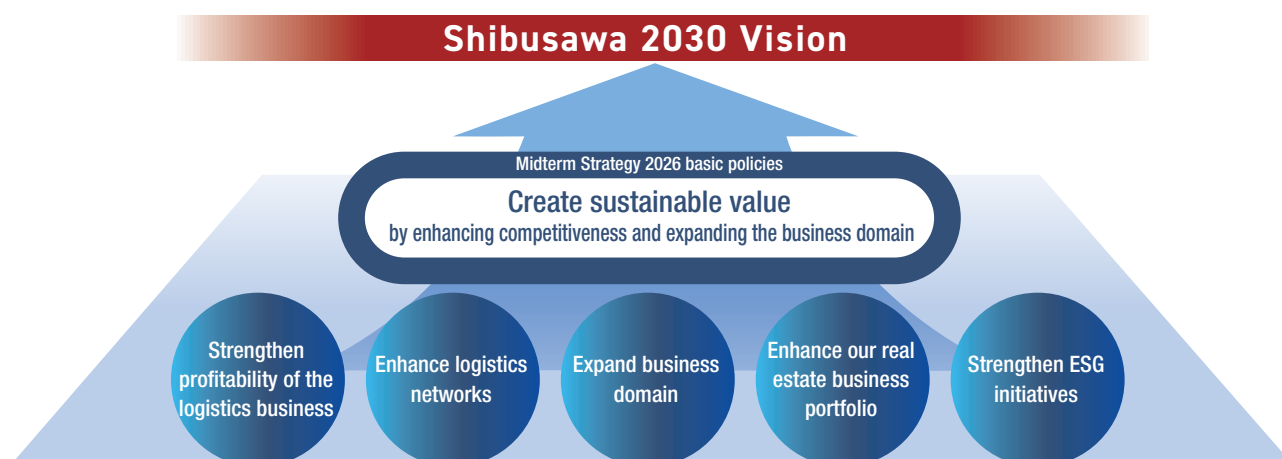 Shibusawa 2030 Vision
Midterm Strategy 2026 basic policies
Create sustainable value
by enhancing competitiveness and expanding the business domain
Strengthen
profitability of the
logistics business
Enhance logistics
networks
Expand business
domain
Enhance our real
estate business
portfolio
Strengthen ESG
initiatives